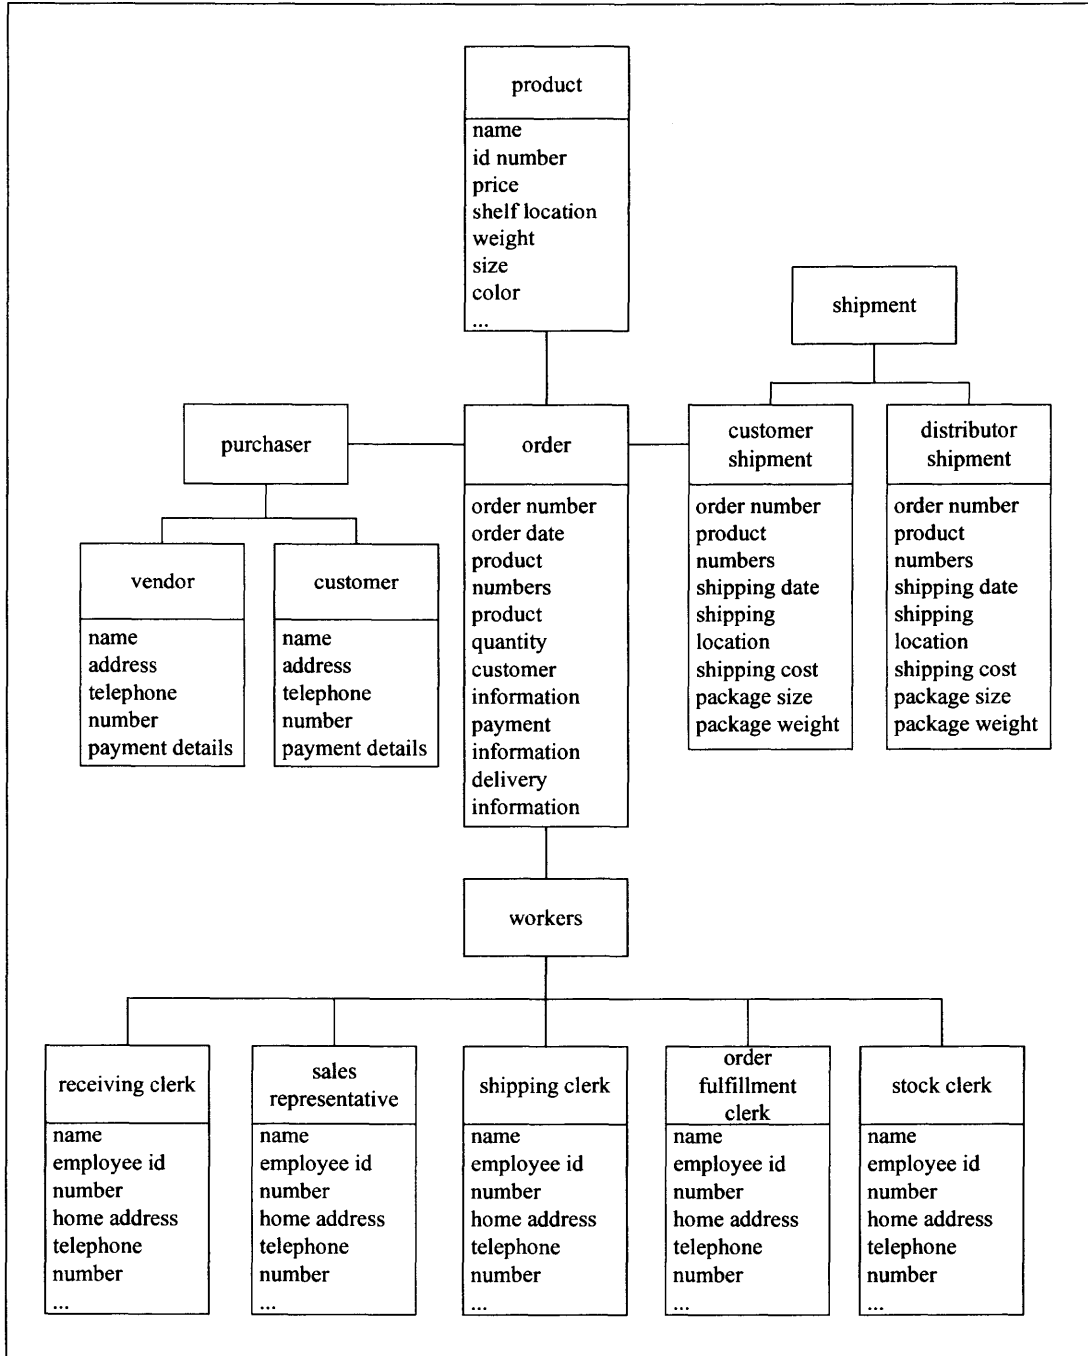 product
name
id number
price
shelf location
weight
size
color
...
shipment
purchaser
order
customer
shipment
distributor
shipment
order number
order date
product
numbers
product
quantity
customer
information
payment
information
delivery
information
order number
product
numbers
shipping date
shipping
location
shipping cost
package size
package weight
order number
product
numbers
shipping date
shipping
location
shipping cost
package size
package weight
vendor
name
address
telephone
number
payment details
customer
name
address
telephone
number
payment details
workers
receiving clerk
name
employee id
number
home address
telephone
number
...
sales
representative
name
employee id
number
home address
telephone
number
...
shipping clerk
name
employee id
number
home address
telephone
number
...
order
fulfillment
clerk
name
employee id
number
home address
telephone
number
...
stock clerk
name
employee id
number
home address
telephone
number
...